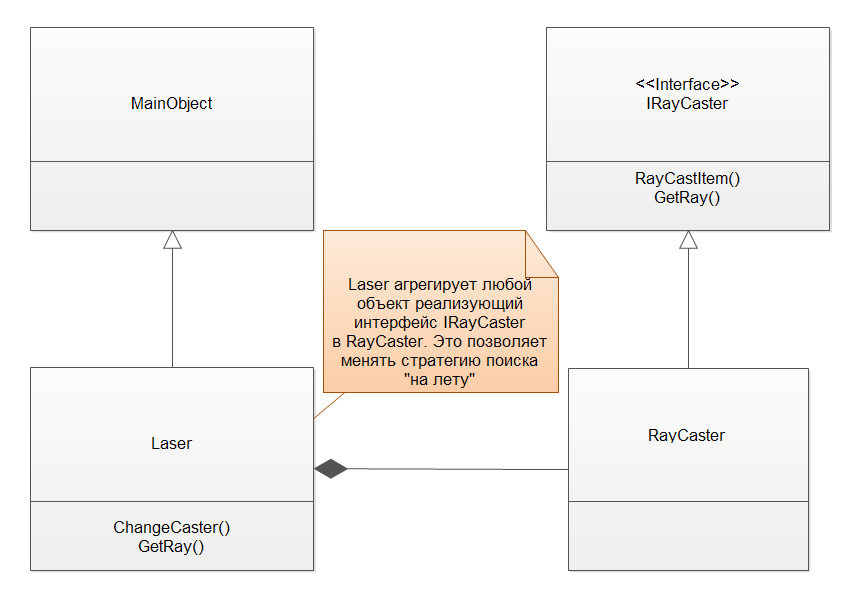 MainObject
<<Interface>>
IRayCaster
RayCastItem()
GetRay()
Laser агрегирует любой
объект реализующий
интерфейс IRayCaster
в RayCaster. Это позволяет
менять стратегию поиска
"на лету"
Laser
ChangeCaster()
GetRay()
RayCaster